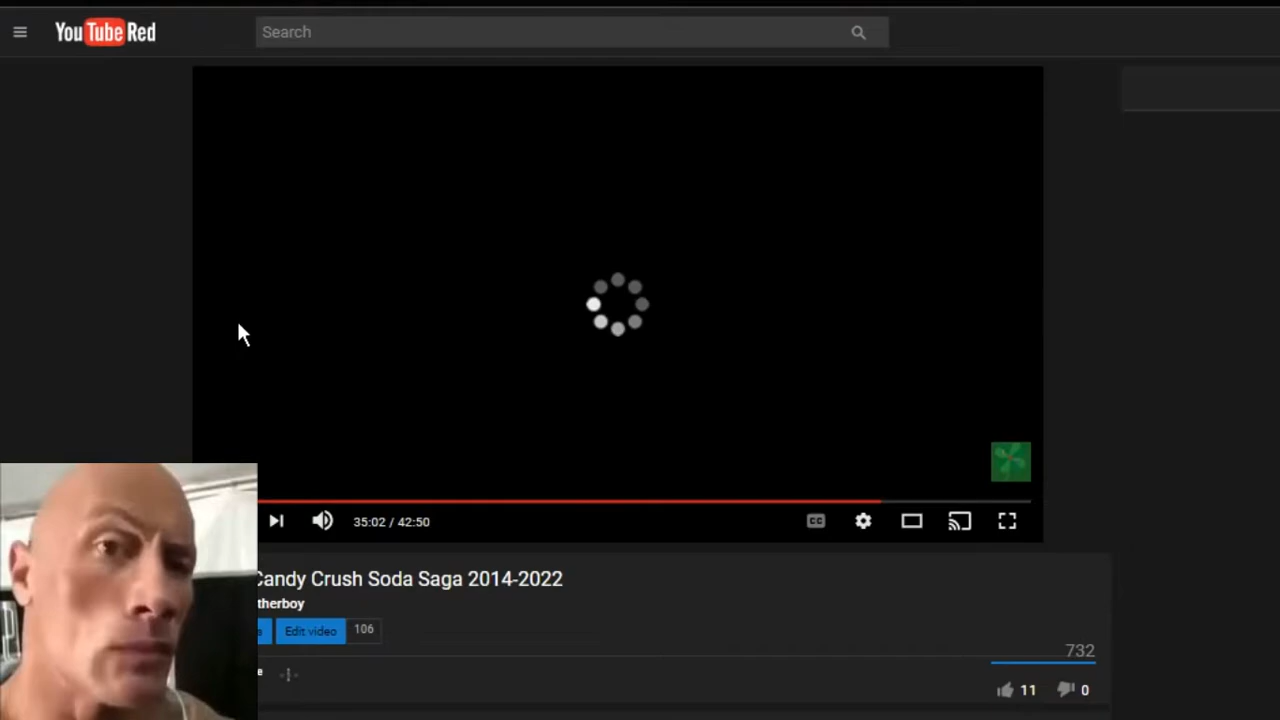 YouTube Red
Search
CC
35:02 / 42:50
Candy Crush Soda Saga 2014-2022
therboy
s Edit video 106
732
e
11 0